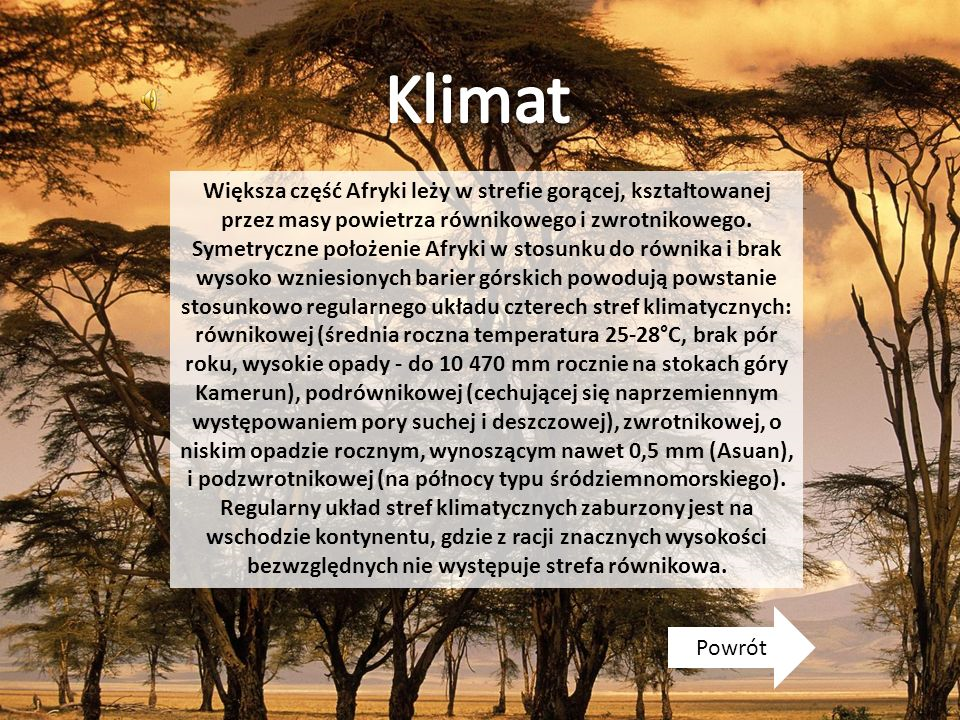 Klimat
Większa część Afryki leży w strefie gorącej, kształtowanej
przez masy powietrza równikowego i zwrotnikowego.
Symetryczne położenie Afryki w stosunku do równika i brak
wysoko wzniesionych barier górskich powodują powstanie
stosunkowo regularnego układu czterech stref klimatycznych:
równikowej (średnia roczna temperatura 25-28°C, brak pór
roku, wysokie opady - do 10 470 mm rocznie na stokach góry
Kamerun), podrównikowej (cechującej się naprzemiennym
występowaniem pory suchej i deszczowej), zwrotnikowej, o
niskim opadzie rocznym, wynoszącym nawet 0,5 mm (Asuan),
i podzwrotnikowej (na północy typu śródziemnomorskiego).
Regularny układ stref klimatycznych zaburzony jest na
wschodzie kontynentu, gdzie z racji znacznych wysokości
bezwzględnych nie występuje strefa równikowa.
Powrót